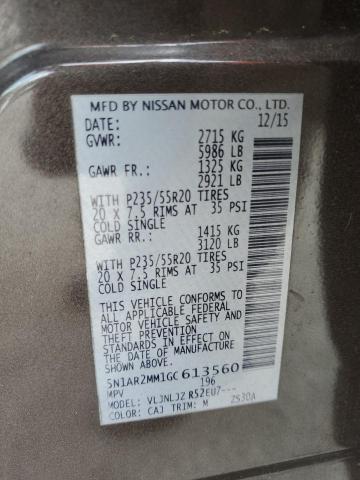 MFD BY NISSAN MOTOR CO., LTD.
DATE: 12/15
GVWR: 2715 KG
5986 LB
GAWR FR.: 1325 KG
2921 LB
WITH P235/55R20 TIRES
20 X 7.5 RIMS AT 35 PSI
COLD SINGLE
GAWR RR.: 1415 KG
3120 LB
WITH P235/55R20 TIRES
20 X 7.5 RIMS AT 35 PSI
COLD SINGLE
THIS VEHICLE CONFORMS TO
ALL APPLICABLE FEDERAL
MOTOR VEHICLE SAFETY
AND THEFT PREVENTION
STANDARDS IN EFFECT
ON THE DATE OF MANUFACTURE
SHOWN ABOVE.
5N1AR2MM1GC613560
MPV 196
MODEL: VLJNLJZ R52EU7---
COLOR: CAJ TRIM: M ZS30A